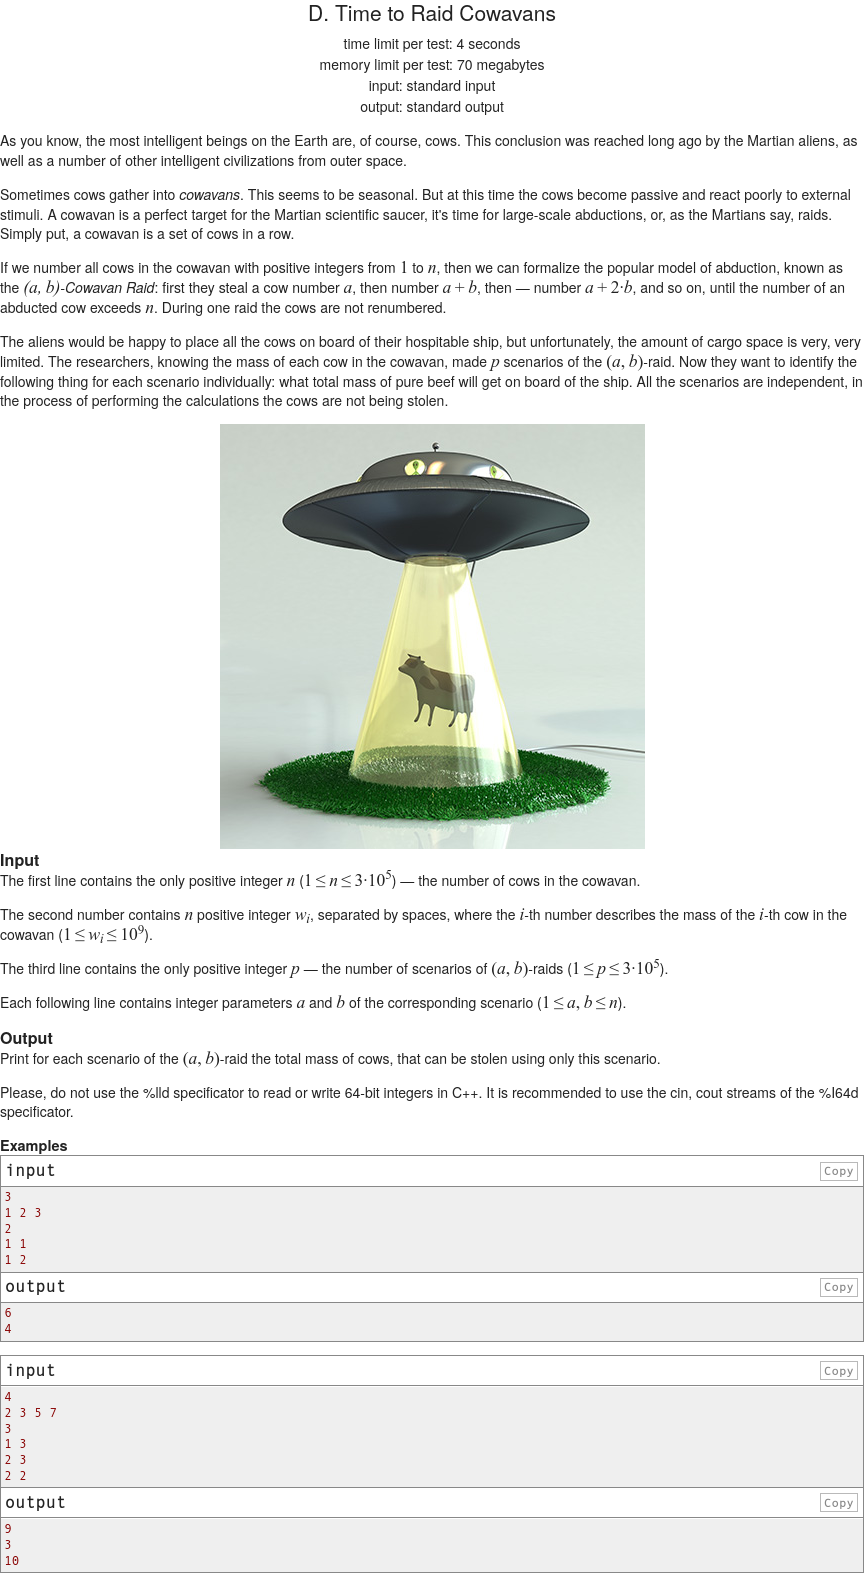 D. Time to Raid Cowavans
time limit per test: 4 seconds
memory limit per test: 70 megabytes
input: standard input
output: standard output
As you know, the most intelligent beings on the Earth are, of course, cows. This conclusion was reached long ago by the Martian aliens, as
well as a number of other intelligent civilizations from outer space.
Sometimes cows gather into cowavans. This seems to be seasonal. But at this time the cows become passive and react poorly to external
stimuli. A cowavan is a perfect target for the Martian scientific saucer, it's time for large-scale abductions, or, as the Martians say, raids.
Simply put, a cowavan is a set of cows in a row.
If we number all cows in the cowavan with positive integers from 1 to n, then we can formalize the popular model of abduction, known as
the (a, b)-Cowavan Raid: first they steal a cow number a, then number a + b, then — number a + 2·b, and so on, until the number of an
abducted cow exceeds n. During one raid the cows are not renumbered.
The aliens would be happy to place all the cows on board of their hospitable ship, but unfortunately, the amount of cargo space is very, very
limited. The researchers, knowing the mass of each cow in the cowavan, made p scenarios of the (a, b)-raid. Now they want to identify the
following thing for each scenario individually: what total mass of pure beef will get on board of the ship. All the scenarios are independent, in
the process of performing the calculations the cows are not being stolen.
Input
The first line contains the only positive integer n (1 ≤ n ≤ 3·10⁵) — the number of cows in the cowavan.
The second number contains n positive integer wᵢ, separated by spaces, where the i-th number describes the mass of the i-th cow in the
cowavan (1 ≤ wᵢ ≤ 10⁹).
The third line contains the only positive integer p — the number of scenarios of (a, b)-raids (1 ≤ p ≤ 3·10⁵).
Each following line contains integer parameters a and b of the corresponding scenario (1 ≤ a, b ≤ n).
Output
Print for each scenario of the (a, b)-raid the total mass of cows, that can be stolen using only this scenario.
Please, do not use the %lld specificator to read or write 64-bit integers in C++. It is recommended to use the cin, cout streams of the %I64d
specificator.
Examples
input Copy
3
1 2 3
2
1 1
1 2
output Copy
6
4
input Copy
4
2 3 5 7
3
1 3
2 3
2 2
output Copy
9
3
10